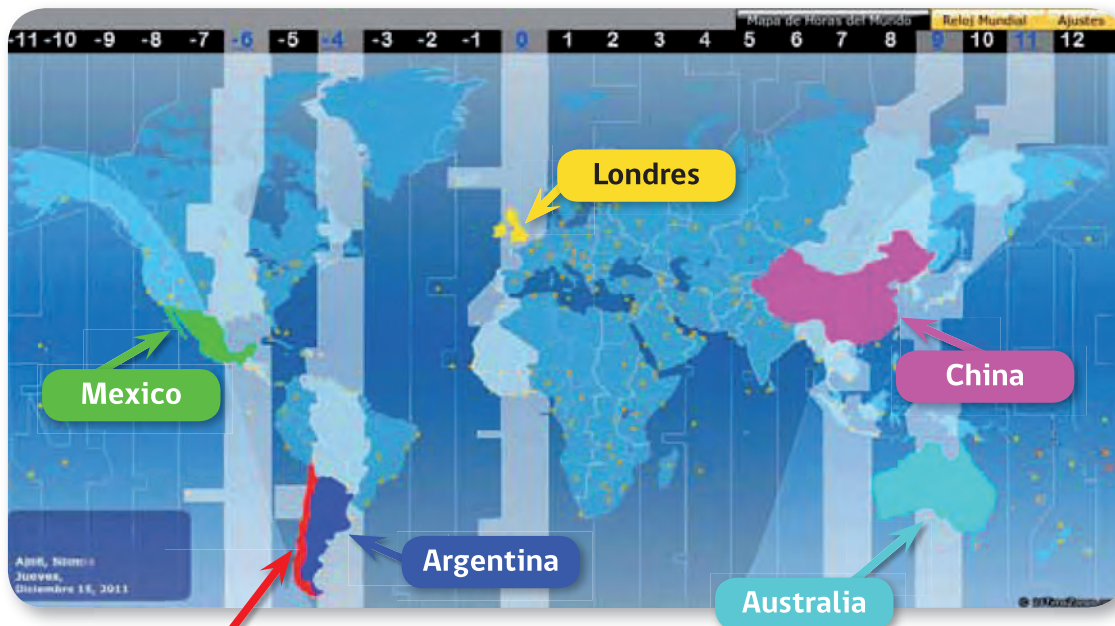 Mapa de Horas del Mundo Reloj Mundial Ajustes
-11 -10 -9 -8 -7 -6 -5 -4 -3 -2 -1 0 1 2 3 4 5 6 7 8 9 10 11 12
Londres
China
Mexico
Argentina
Australia
Jueves,
Diciembre 15, 2011